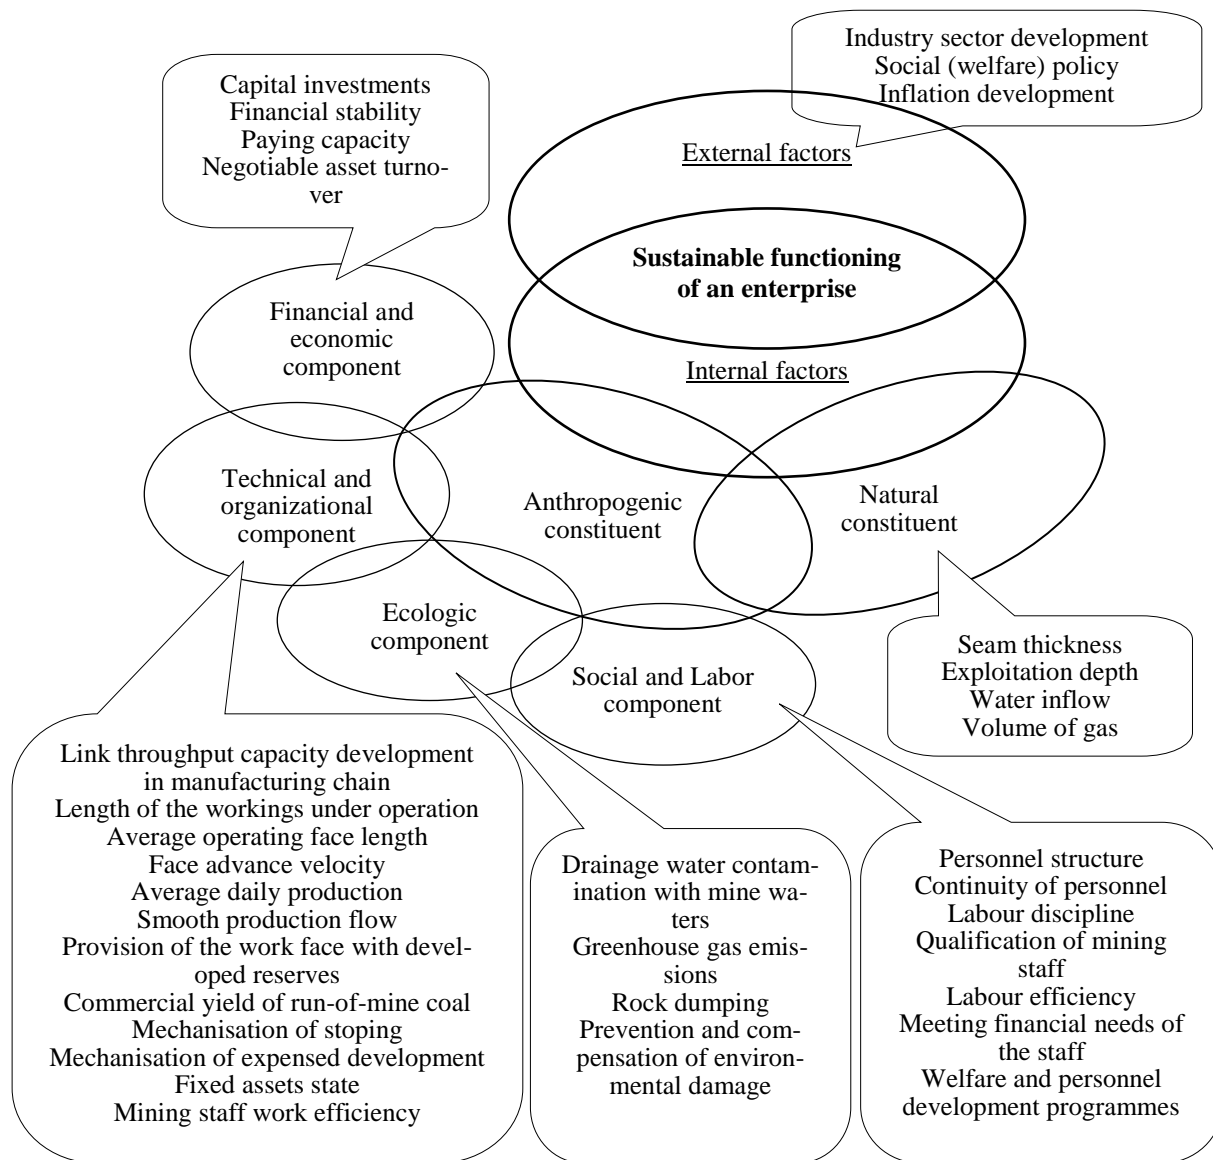 Industry sector development
Social (welfare) policy
Inflation development
Capital investments
Financial stability
Paying capacity
Negotiable asset turno-
ver
External factors
Sustainable functioning
of an enterprise
Internal factors
Financial and
economic
component
Technical and
organizational
component
Anthropogenic
constituent
Natural
constituent
Ecologic
component
Social and Labor
component
Seam thickness
Exploitation depth
Water inflow
Volume of gas
Link throughput capacity development
in manufacturing chain
Length of the workings under operation
Average operating face length
Face advance velocity
Average daily production
Smooth production flow
Provision of the work face with devel-
oped reserves
Commercial yield of run-of-mine coal
Mechanisation of stoping
Mechanisation of expensed development
Fixed assets state
Mining staff work efficiency
Drainage water contam-
ination with mine wa-
ters
Greenhouse gas emis-
sions
Rock dumping
Prevention and com-
pensation of environ-
mental damage
Personnel structure
Continuity of personnel
Labour discipline
Qualification of mining
staff
Labour efficiency
Meeting financial needs of
the staff
Welfare and personnel
development programmes